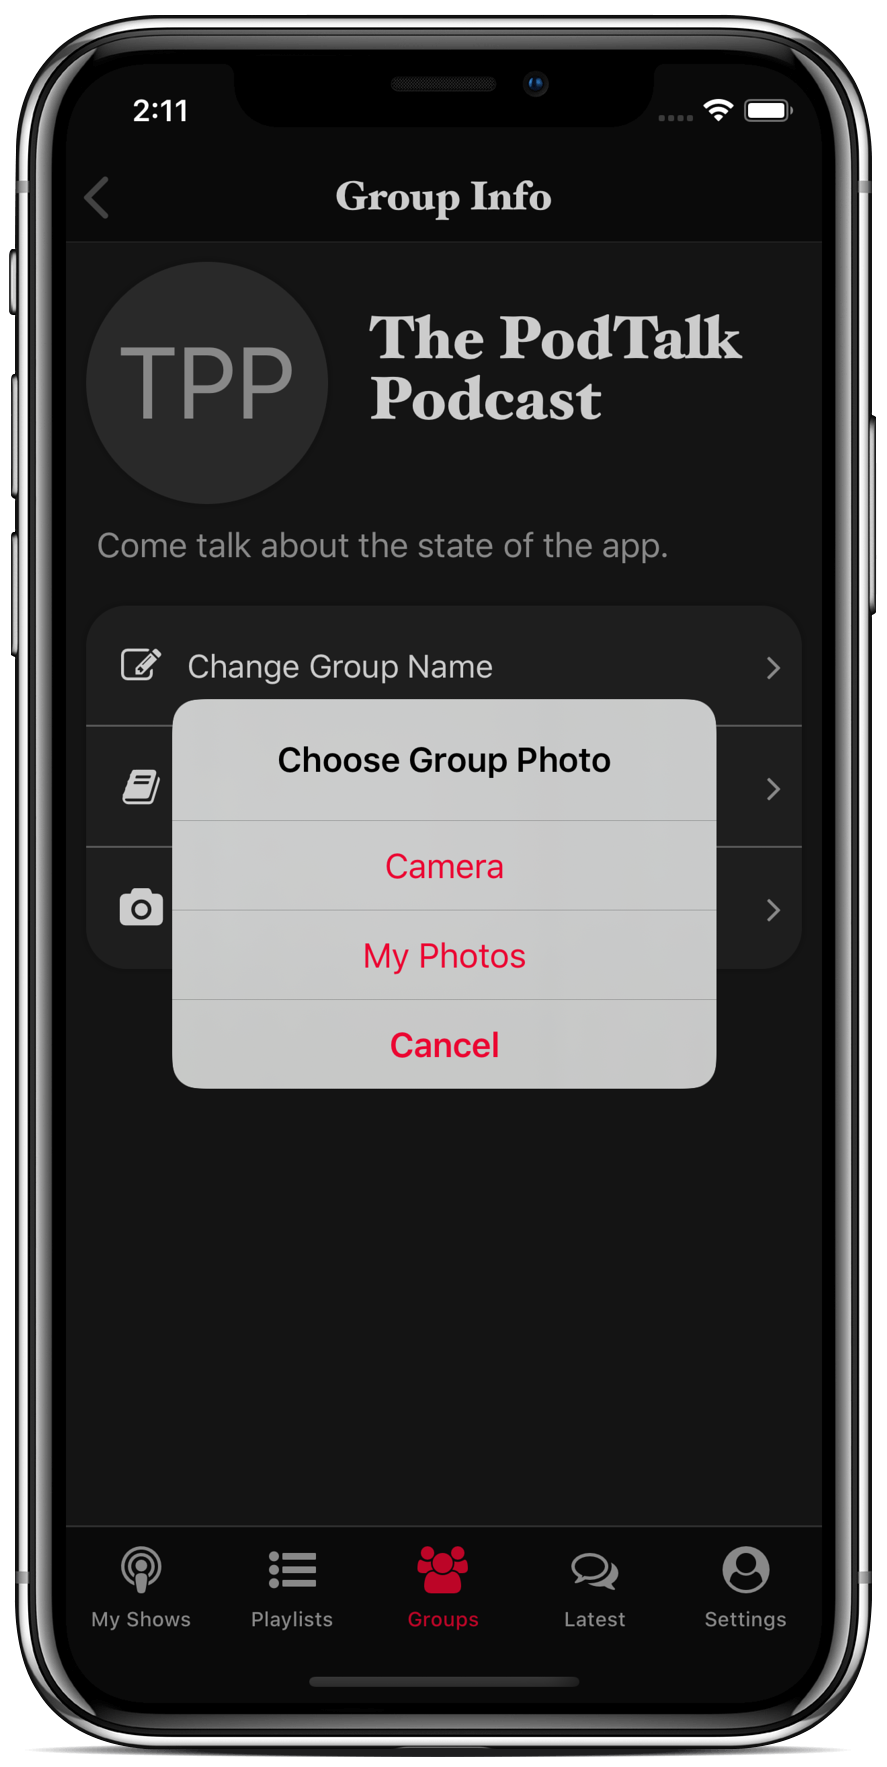 2:11
Group Info
TPP
The PodTalk
Podcast
Come talk about the state of the app.
Change Group Name
Choose Group Photo
Camera
My Photos
Cancel
My Shows
Playlists
Groups
Latest
Settings